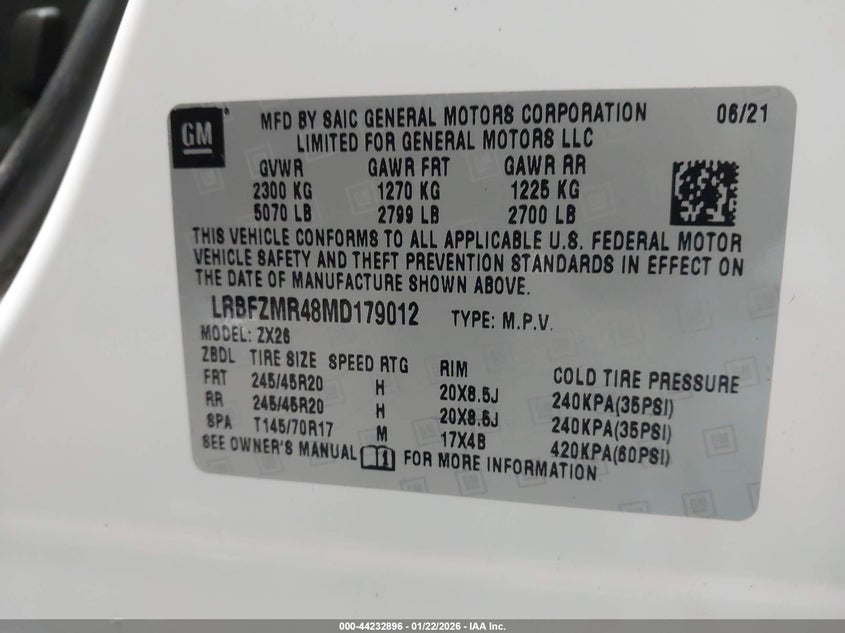 GM
MFD BY SAIC GENERAL MOTORS CORPORATION 06/21
LIMITED FOR GENERAL MOTORS LLC
GVWR GAWR FRT GAWR RR
2300 KG 1270 KG 1225 KG
5070 LB 2799 LB 2700 LB
THIS VEHICLE CONFORMS TO ALL APPLICABLE U.S. FEDERAL MOTOR
VEHICLE SAFETY AND THEFT PREVENTION STANDARDS IN EFFECT ON
THE DATE OF MANUFACTURE SHOWN ABOVE.
LRBFZMR48MD179012 TYPE: M.P.V.
MODEL: ZX26
ZBDL TIRE SIZE SPEED RTG RIM COLD TIRE PRESSURE
FRT 245/45R20 H 20X8.5J 240KPA(35PSI)
RR 245/45R20 H 20X8.5J 240KPA(35PSI)
SPA T145/70R17 M 17X4B 420KPA(60PSI)
SEE OWNER'S MANUAL FOR MORE INFORMATION
000-44232896 - 01/22/2026 - IAA Inc.